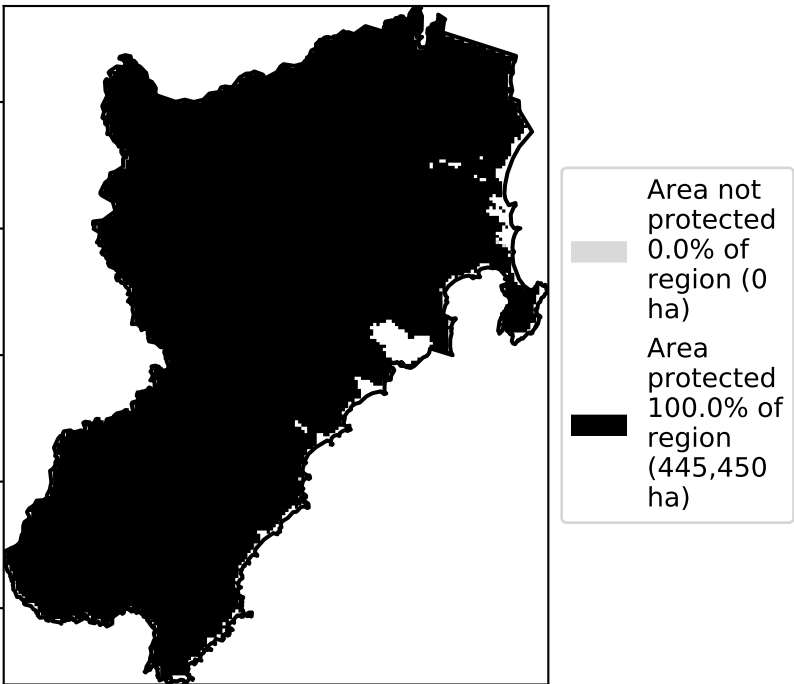 Area not
protected
0.0% of
region (0
ha)
Area
protected
100.0% of
region
(445,450
ha)